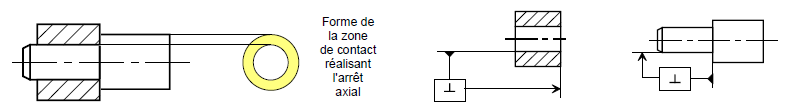 Forme de
la zone
de contact
réalisant
l'arrêt
axial
⊥
⊥